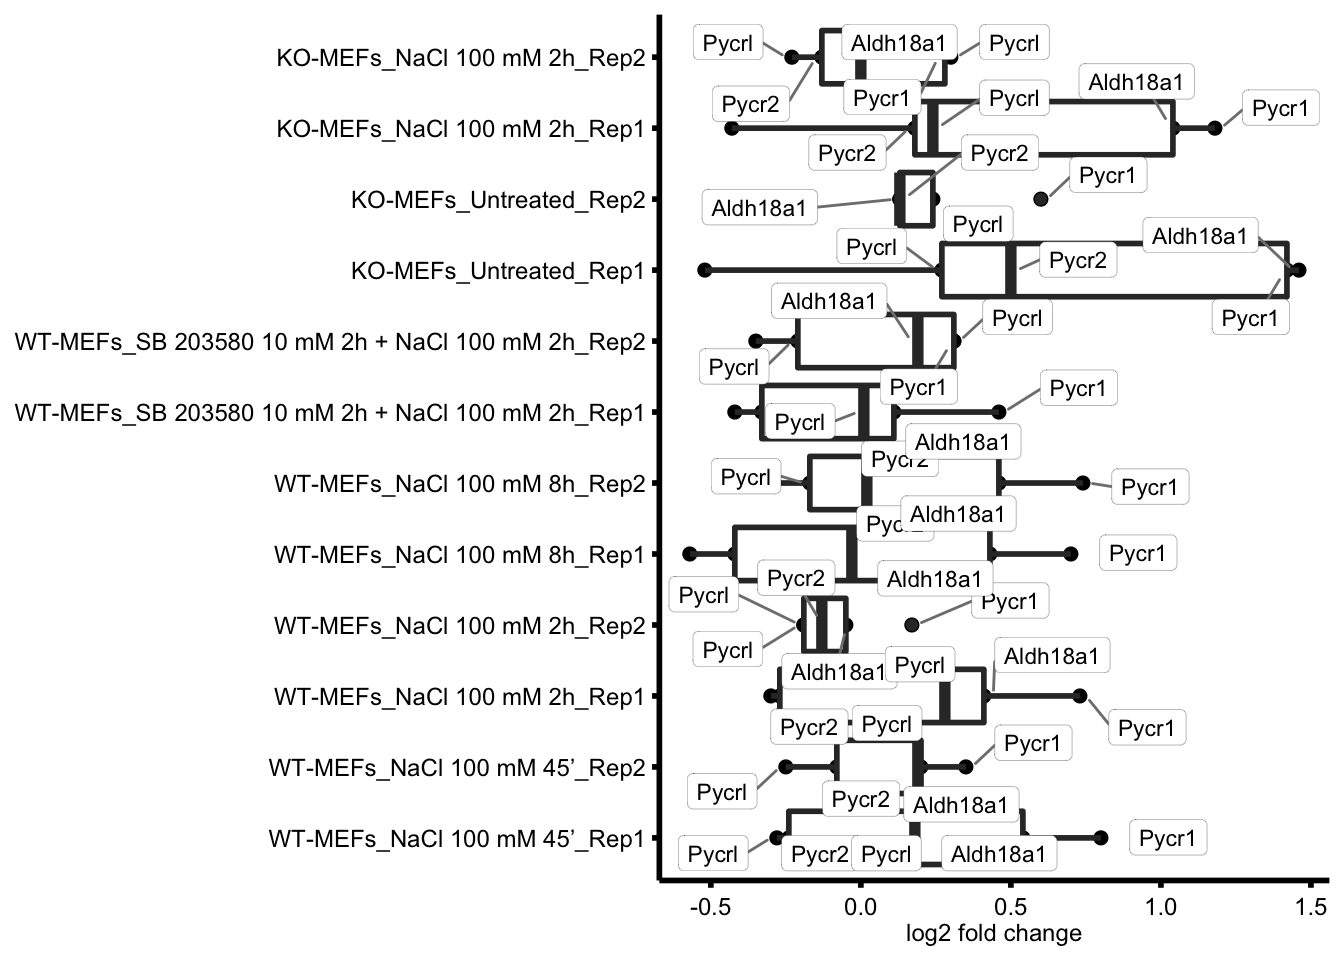 KO-MEFs_NaCl 100 mM 2h_Rep2
Pycrl
Aldh18a1
Pycrl
Pycr2
Pycr1
Aldh18a1
KO-MEFs_NaCl 100 mM 2h_Rep1
Pycrl
Pycr1
Pycr2
Pycr2
KO-MEFs_Untreated_Rep2
Aldh18a1
Pycr1
Pycrl
KO-MEFs_Untreated_Rep1
Pycrl
Aldh18a1
Pycr2
Aldh18a1
Pycrl
Pycr1
WT-MEFs_SB 203580 10 mM 2h + NaCl 100 mM 2h_Rep2
Pycrl
Pycr1
Pycr1
WT-MEFs_SB 203580 10 mM 2h + NaCl 100 mM 2h_Rep1
Pycrl
Aldh18a1
Pycr2
WT-MEFs_NaCl 100 mM 8h_Rep2
Pycrl
Pycr1
Aldh18a1
WT-MEFs_NaCl 100 mM 8h_Rep1
Pycr1
Pycr2
Aldh18a1
Pycrl
Pycr1
WT-MEFs_NaCl 100 mM 2h_Rep2
Pycrl
Aldh18a1
Pycrl
Aldh18a1
WT-MEFs_NaCl 100 mM 2h_Rep1
Pycr2
Pycrl
Pycr1
Pycr1
WT-MEFs_NaCl 100 mM 45’_Rep2
Pycrl
Pycr2
Aldh18a1
WT-MEFs_NaCl 100 mM 45’_Rep1
Pycr1
Pycrl
Pycr2
Pycrl
Aldh18a1
-0.5
0.0
0.5
1.0
1.5
log2 fold change